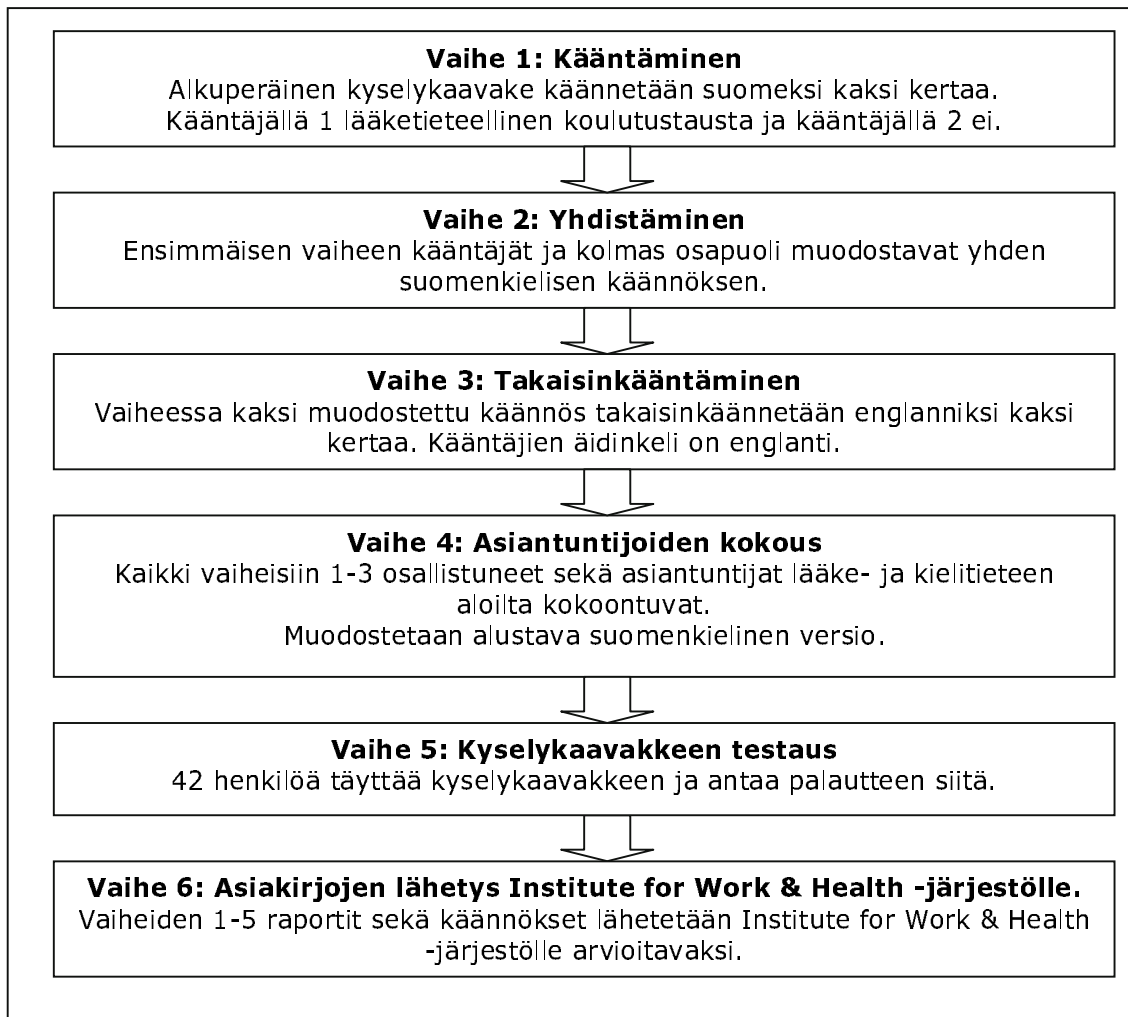 Vaihe 1: Kääntäminen
Alkuperäinen kyselykaavake käännetään suomeksi kaksi kertaa.
Kääntäjällä 1 lääketieteellinen koulutustausta ja kääntäjällä 2 ei.
Vaihe 2: Yhdistäminen
Ensimmäisen vaiheen kääntäjät ja kolmas osapuoli muodostavat yhden
suomenkielisen käännöksen.
Vaihe 3: Takaisinkääntäminen
Vaiheessa kaksi muodostettu käännös takaisinkäännetään englanniksi kaksi
kertaa. Kääntäjien äidinkeli on englanti.
Vaihe 4: Asiantuntijoiden kokous
Kaikki vaiheisiin 1-3 osallistuneet sekä asiantuntijat lääke- ja kielitieteen
aloilta kokoontuvat.
Muodostetaan alustava suomenkielinen versio.
Vaihe 5: Kyselykaavakkeen testaus
42 henkilöä täyttää kyselykaavakkeen ja antaa palautteen siitä.
Vaihe 6: Asiakirjojen lähetys Institute for Work & Health -järjestölle.
Vaiheiden 1-5 raportit sekä käännökset lähetetään Institute for Work & Health
-järjestölle arvioitavaksi.